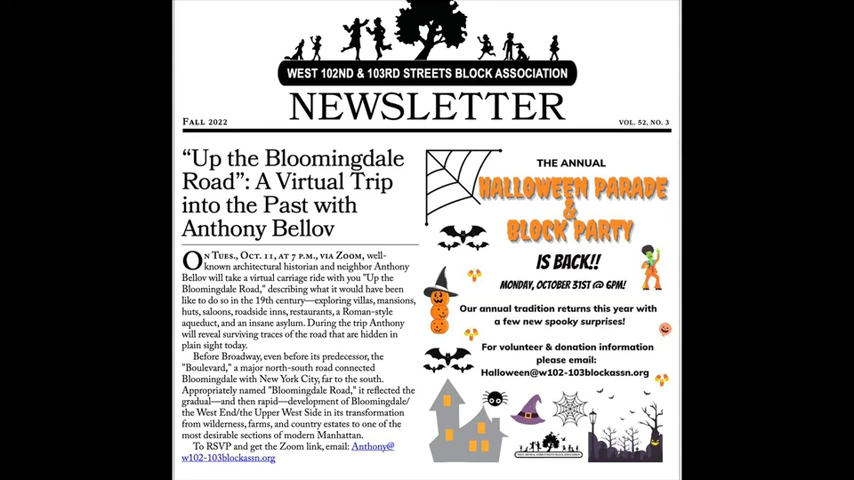 WEST 102ND & 103RD STREETS BLOCK ASSOCIATION
NEWSLETTER
FALL 2022
VOL. 52, NO. 3
“Up the Bloomingdale
Road”: A Virtual Trip
into the Past with
Anthony Bellov
ON TUES., OCT. 11, AT 7 P.M., VIA ZOOM, well-
known architectural historian and neighbor Anthony
Bellov will take a virtual carriage ride with you "Up the
Bloomingdale Road," describing what it would have been
like to do so in the 19th century—exploring villas, mansions,
huts, saloons, roadside inns, restaurants, a Roman-style
aqueduct, and an insane asylum. During the trip Anthony
will reveal surviving traces of the road that are hidden in
plain sight today.
Before Broadway, even before its predecessor, the
"Boulevard," a major north-south road connected
Bloomingdale with New York City, far to the south.
Appropriately named "Bloomingdale Road," it reflected the
gradual—and then rapid—development of Bloomingdale/
the West End/the Upper West Side in its transformation
from wilderness, farms, and country estates to one of the
most desirable sections of modern Manhattan.
To RSVP and get the Zoom link, email: Anthony@
w102-103blockassn.org
THE ANNUAL
HALLOWEEN PARADE
&
BLOCK PARTY
IS BACK!!
MONDAY, OCTOBER 31ST @ 6PM!
Our annual tradition returns this year with
a few new spooky surprises!
For volunteer & donation information
please email:
Halloween@w102-103blockassn.org